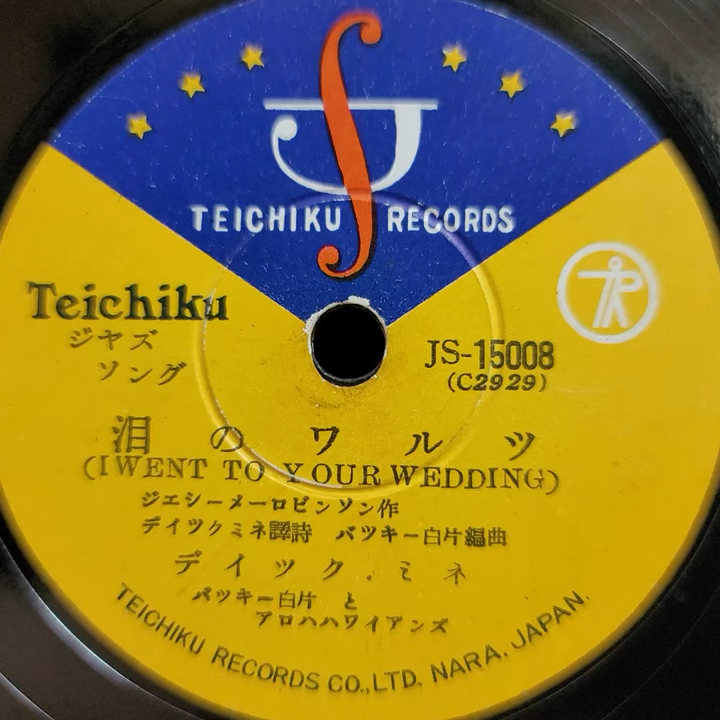 TEICHIKU RECORDS
Teichiku
ジヤズ
ソング
JS-15008
(C2929)
泪のワルツ
(I WENT TO YOUR WEDDING)
ジエシーメーロビンソン作
デイツクミネ譯詩 バツキー白片編曲
デイツク.ミネ
バツキー白片 と
アロハハワイアンズ
TEICHIKU RECORDS CO., LTD. NARA. JAPAN.